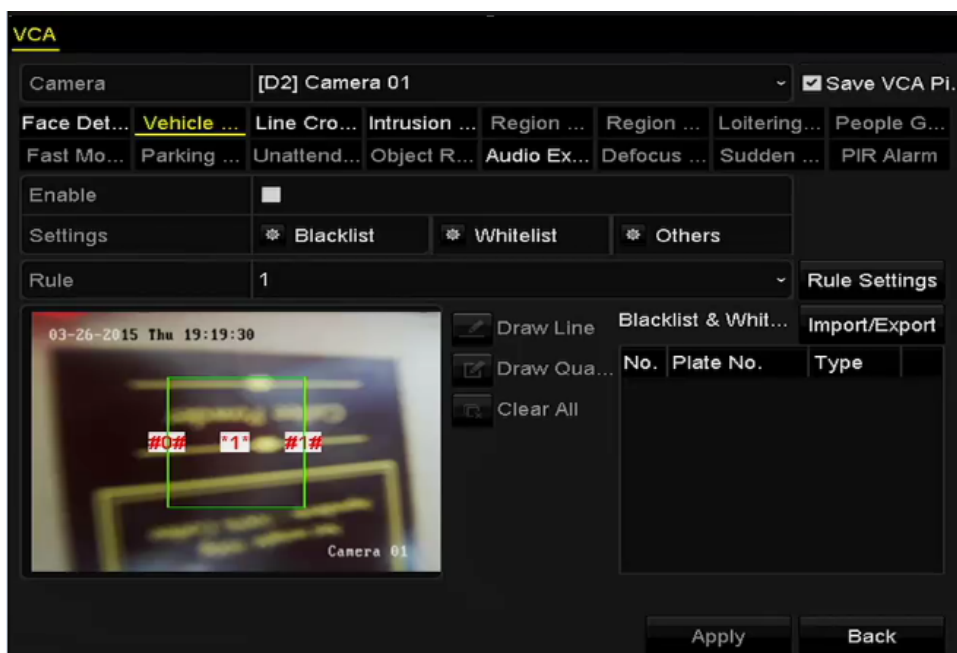 VCA
Camera [D2] Camera 01 Save VCA Pi.
Face Det... Vehicle ... Line Cro... Intrusion ... Region ... Region ... Loitering... People G...
Fast Mo... Parking ... Unattend... Object R... Audio Ex... Defocus ... Sudden ... PIR Alarm
Enable
Settings Blacklist Whitelist Others
Rule 1 Rule Settings
03-26-2015 Thu 19:19:30 Draw Line Blacklist & Whit... Import/Export
Draw Qua... No. Plate No. Type
Clear All
#0# *1* #1#
Camera 01
Apply Back